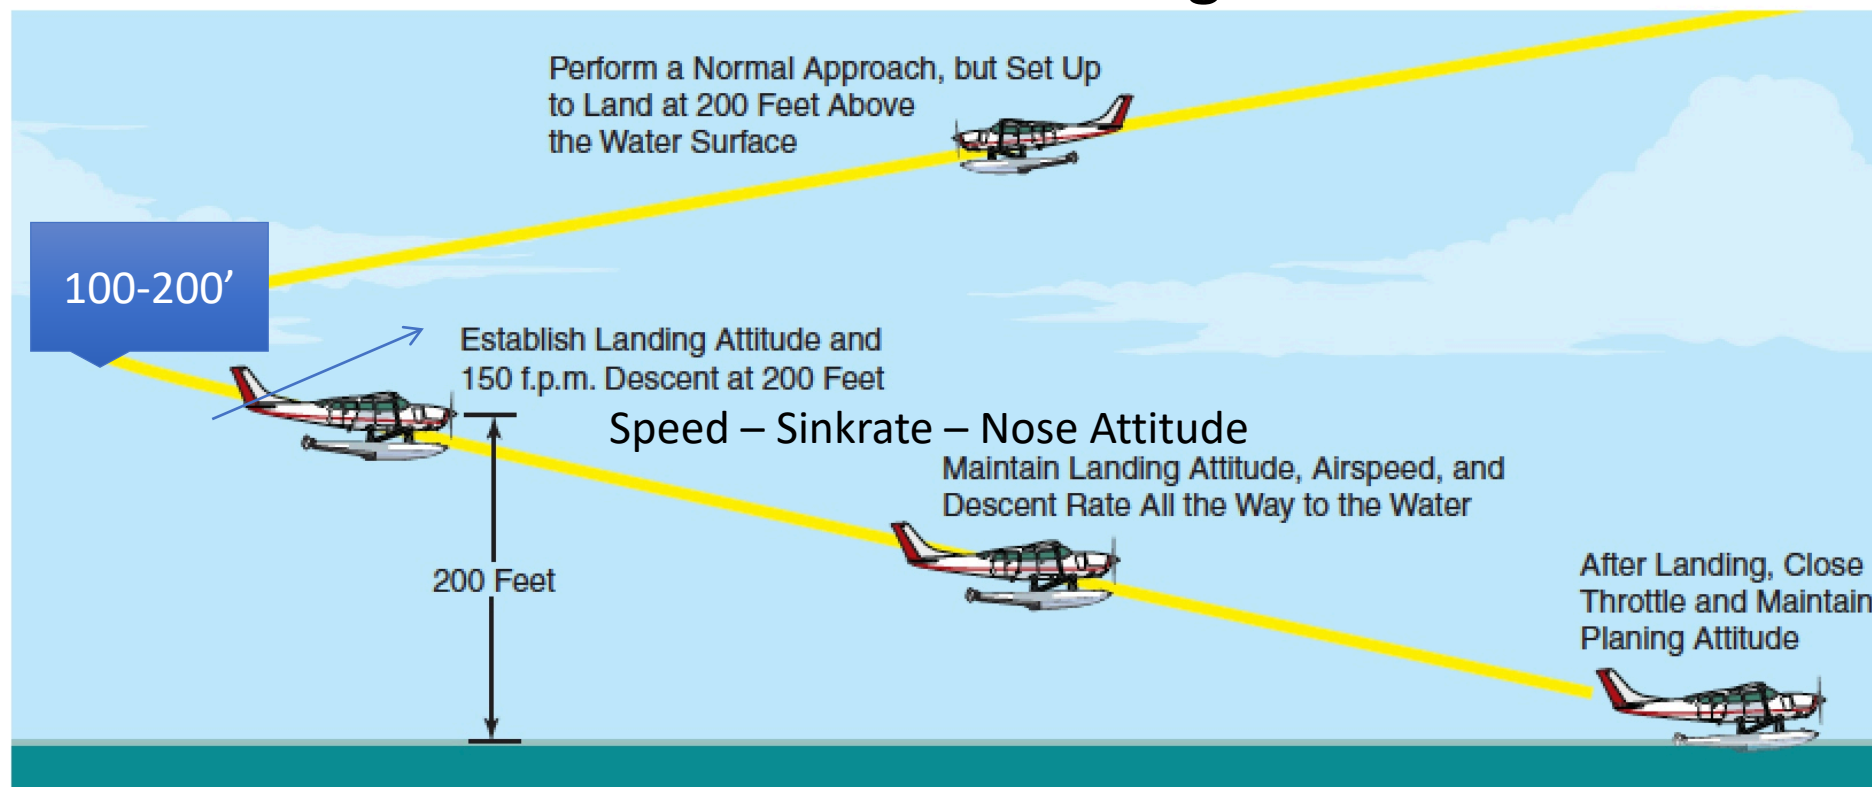 Perform a Normal Approach, but Set Up
to Land at 200 Feet Above
the Water Surface
100-200’
Establish Landing Attitude and
150 f.p.m. Descent at 200 Feet
Speed – Sinkrate – Nose Attitude
Maintain Landing Attitude, Airspeed, and
Descent Rate All the Way to the Water
200 Feet
After Landing, Close
Throttle and Maintain
Planing Attitude